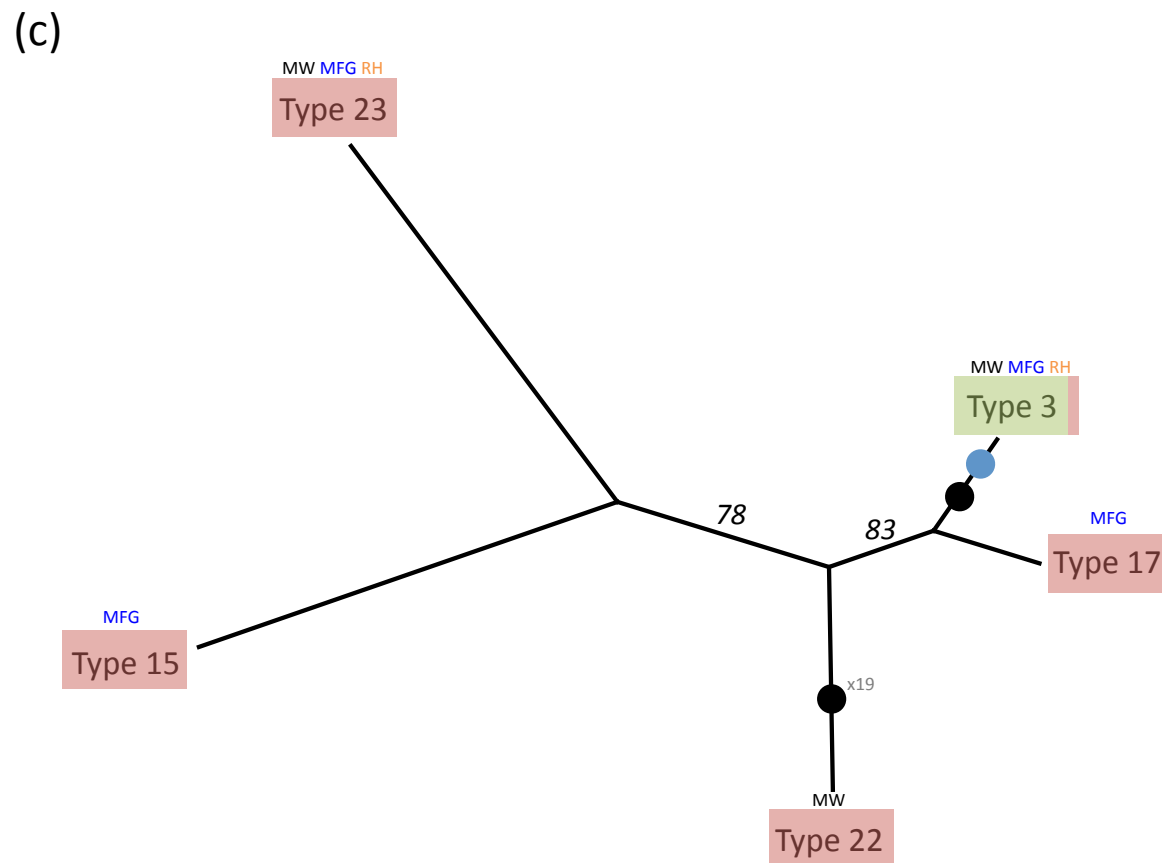 (c)
MW MFG RH
Type 23
MW MFG RH
Type 3
78
83
MFG
Type 17
MFG
Type 15
x19
MW
Type 22